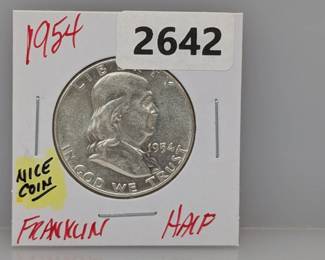 1954
2642
LIBERTY
1954
IN GOD WE TRUST
NICE
COIN
FRANKLIN HALF